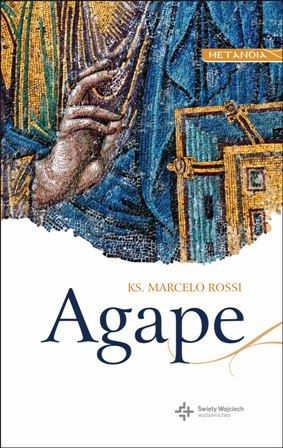 METANOIA
KS. MARCELO ROSSI
Agape
Święty Wojciech
wydawnictwo